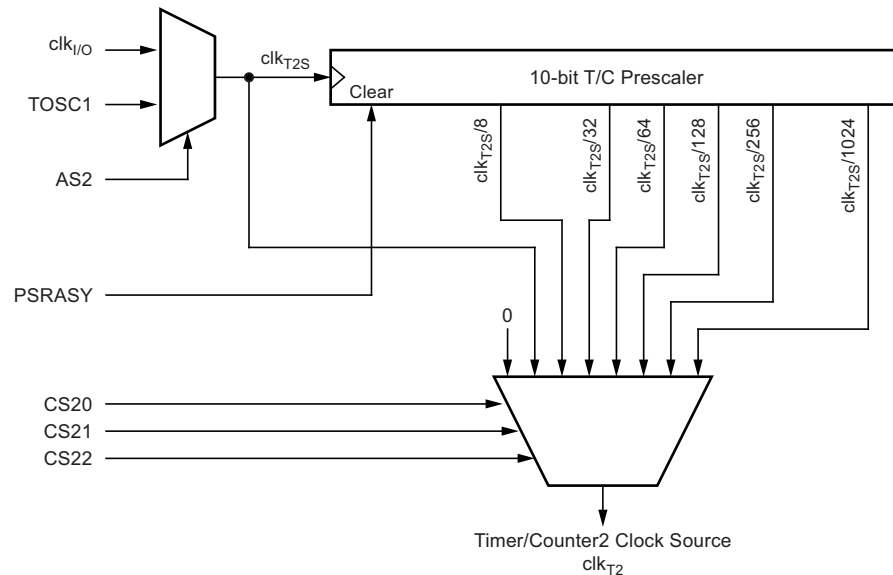 clkI/O
TOSC1
AS2
PSRASY
CS20
CS21
CS22
clkT2S
10-bit T/C Prescaler
Clear
clkT2S/8
clkT2S/32
clkT2S/64
clkT2S/128
clkT2S/256
clkT2S/1024
0
Timer/Counter2 Clock Source
clkT2